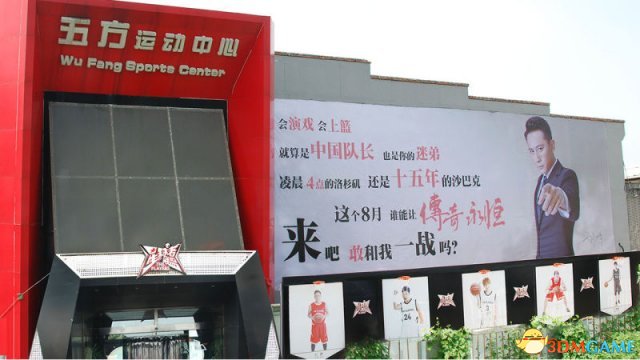 五方运动中心
Wu Fang Sports Center
会演戏 会上篮
就算是中国队长 也是你的迷弟
凌晨4点的洛杉矶 还是十五年的沙巴克
这个8月 谁能让传奇永恒
来吧 敢和我一战吗?
24
3DMGAME